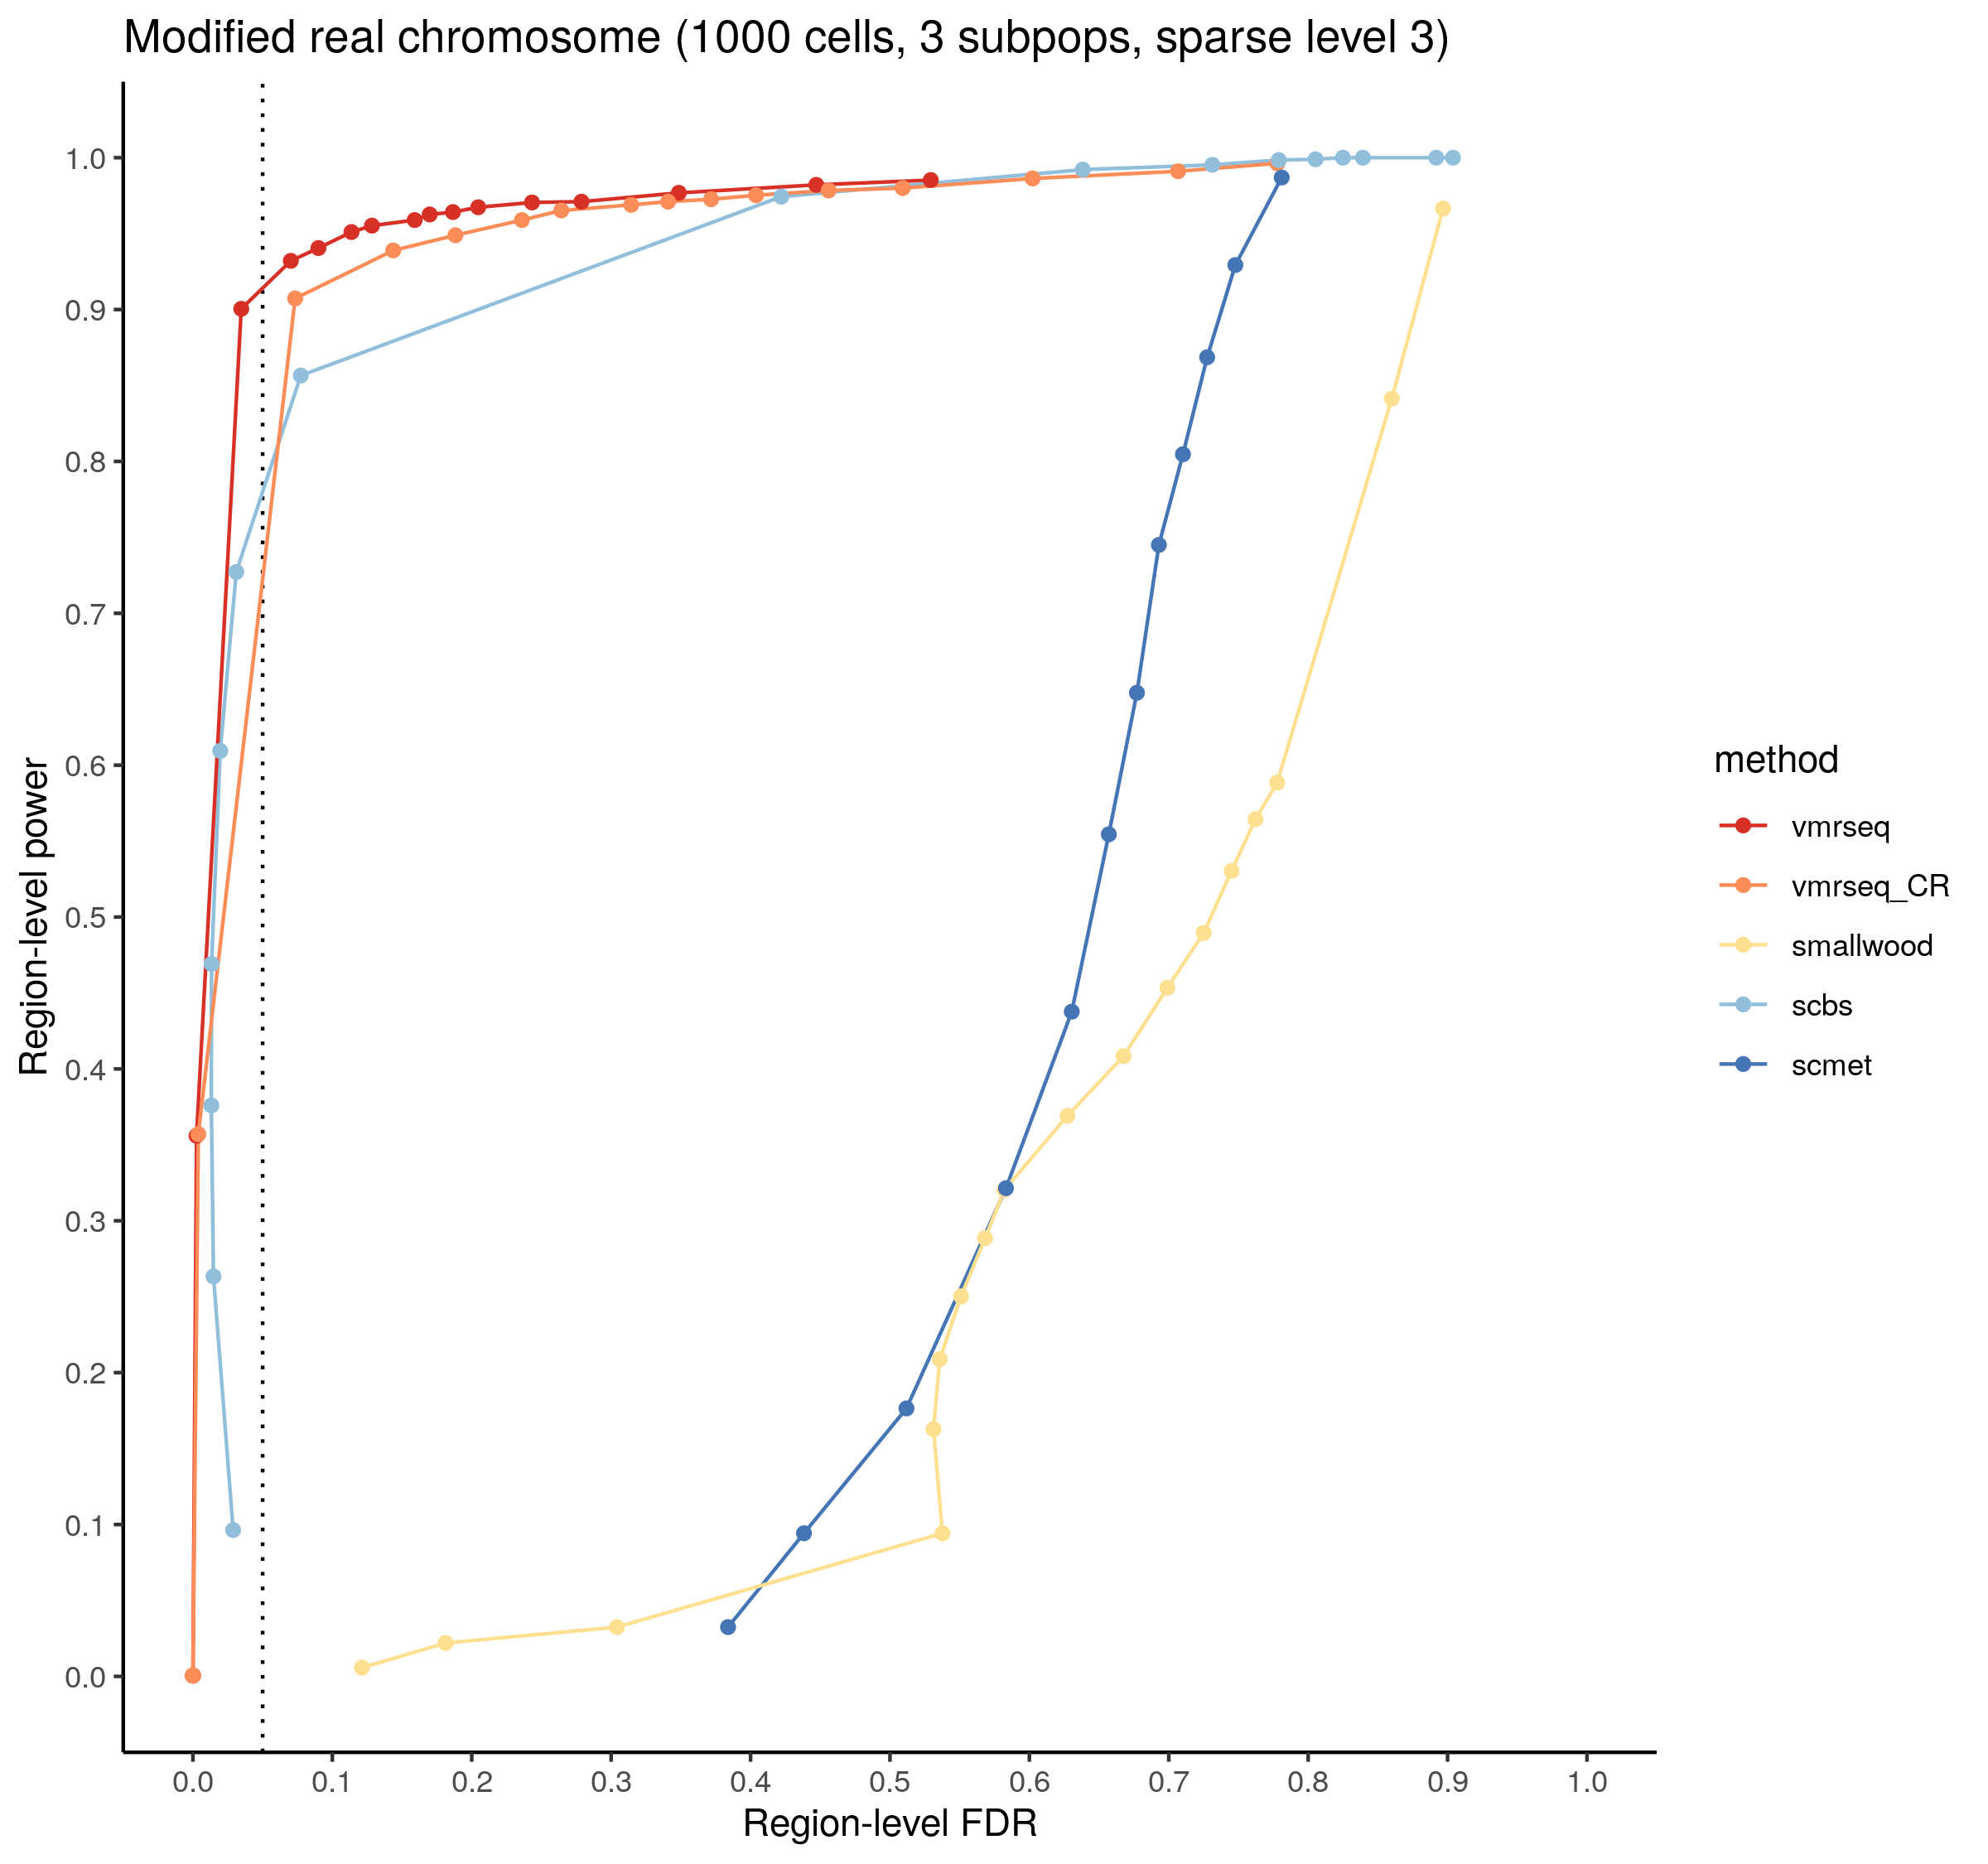 Modified real chromosome (1000 cells, 3 subpops, sparse level 3)
1.0
0.9
0.8
0.7
0.6
0.5
0.4
0.3
0.2
0.1
0.0
Region-level power
0.0 0.1 0.2 0.3 0.4 0.5 0.6 0.7 0.8 0.9 1.0
Region-level FDR
method
vmrseq
vmrseq_CR
smallwood
scbs
scmet